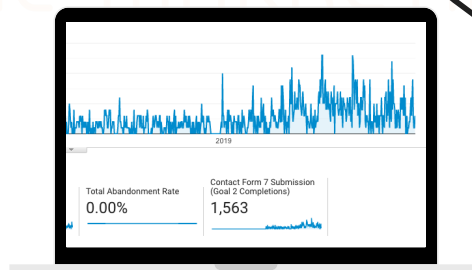 2019
Total Abandonment Rate
0.00%
Contact Form 7 Submission
(Goal 2 Completions)
1,563